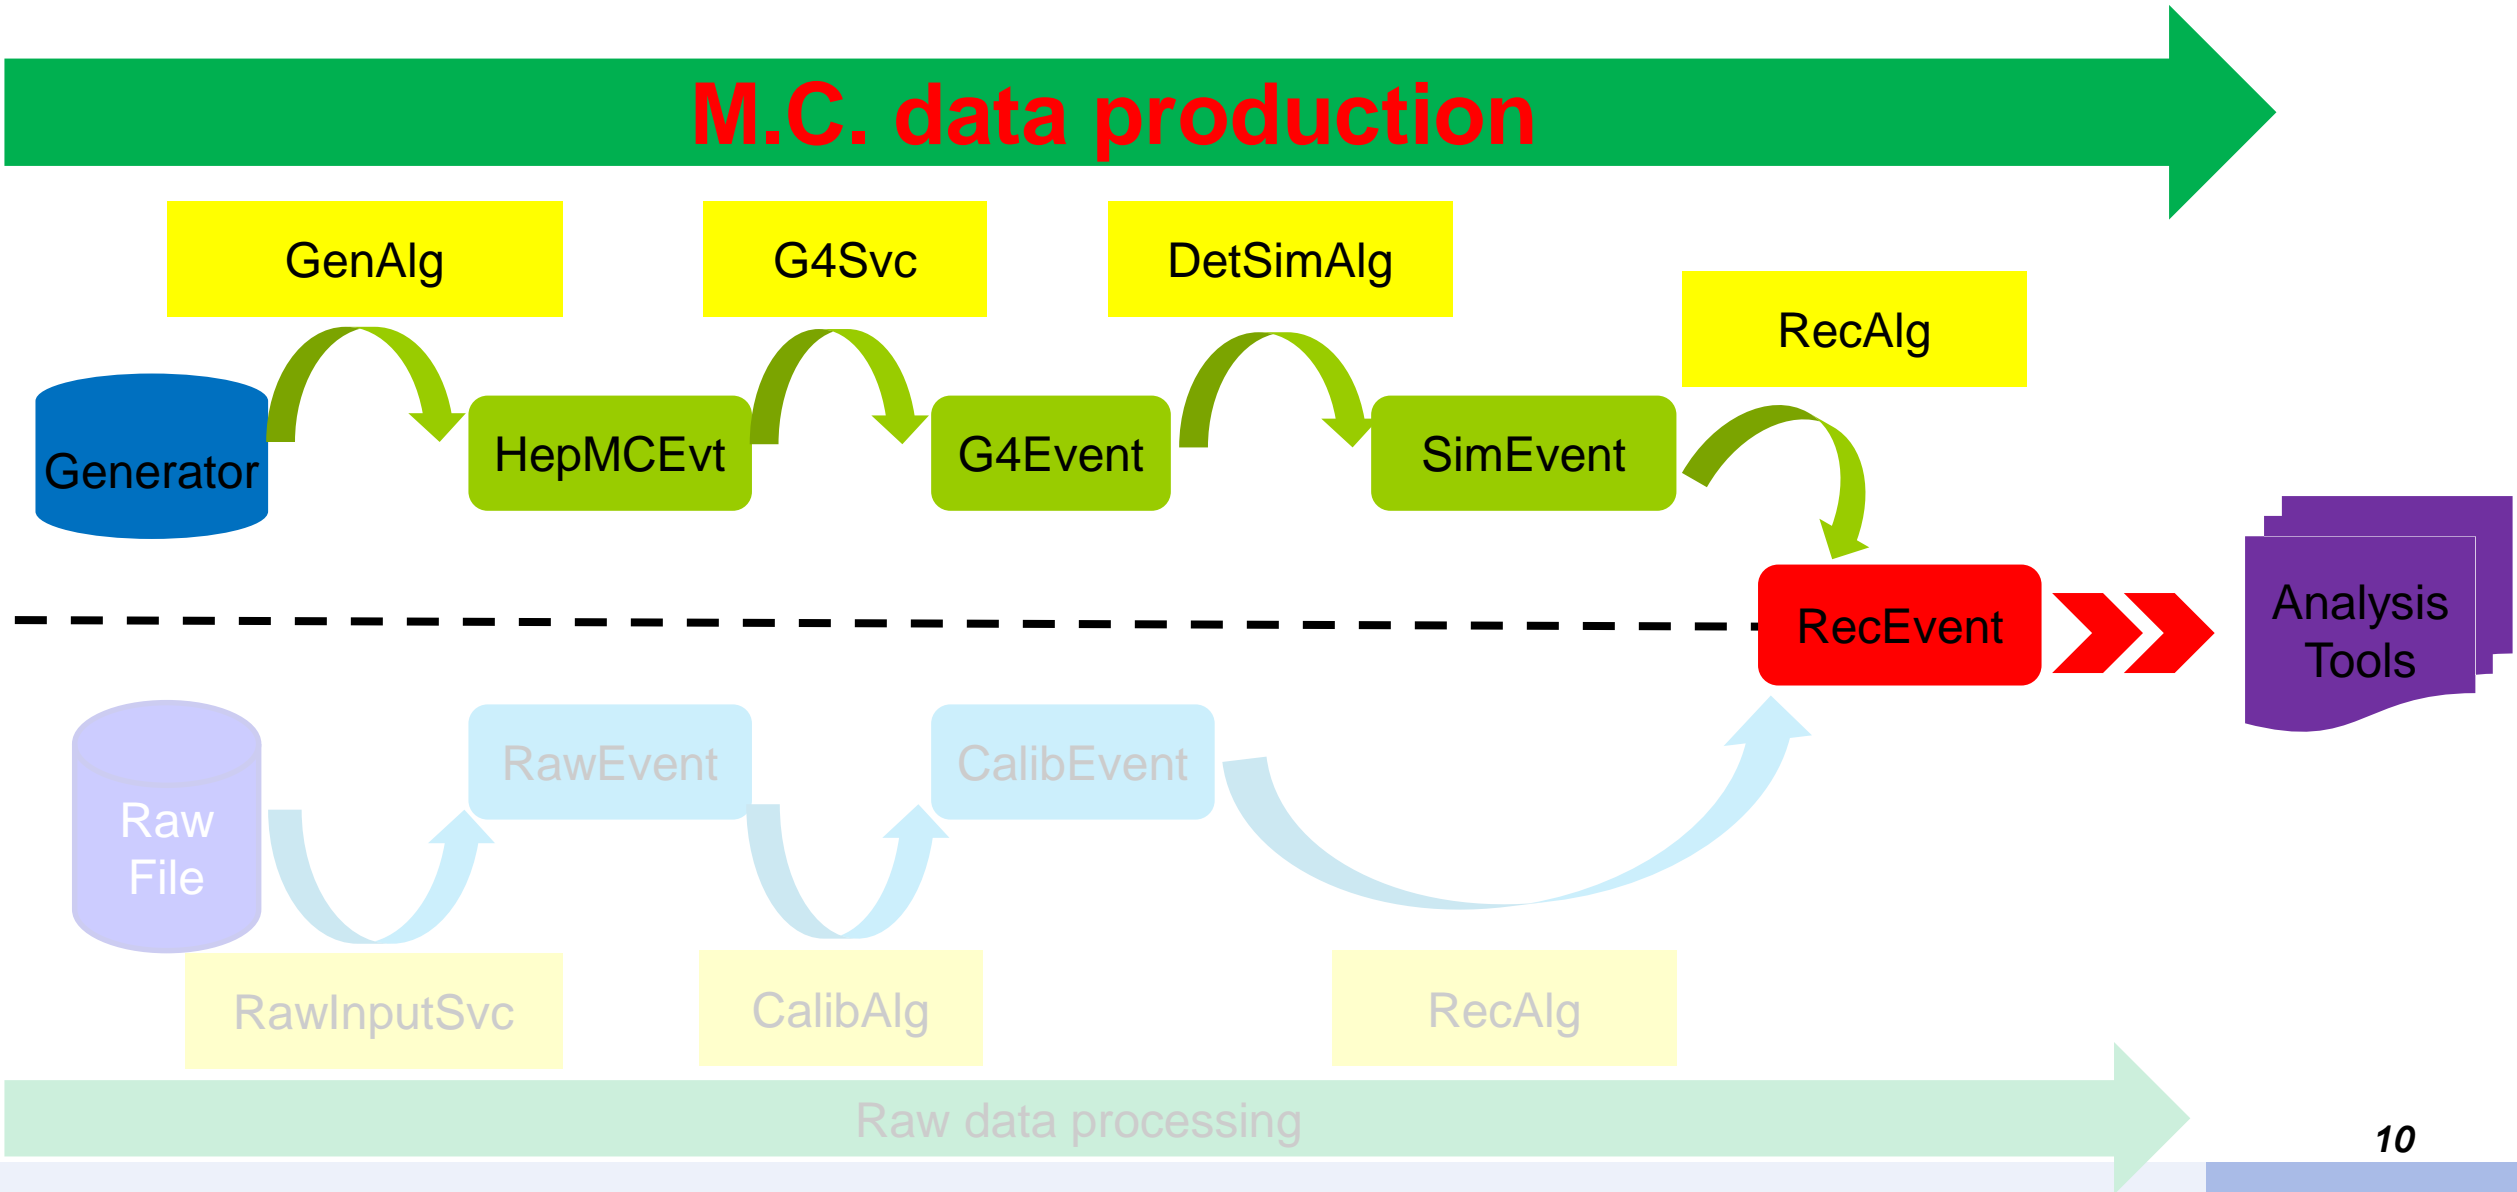 M.C. data production
GenAlg
G4Svc
DetSimAlg
RecAlg
Generator
HepMCEvt
G4Event
SimEvent
RecEvent
Analysis
Tools
RawEvent
CalibEvent
Raw
File
RawInputSvc
CalibAlg
RecAlg
Raw data processing
10